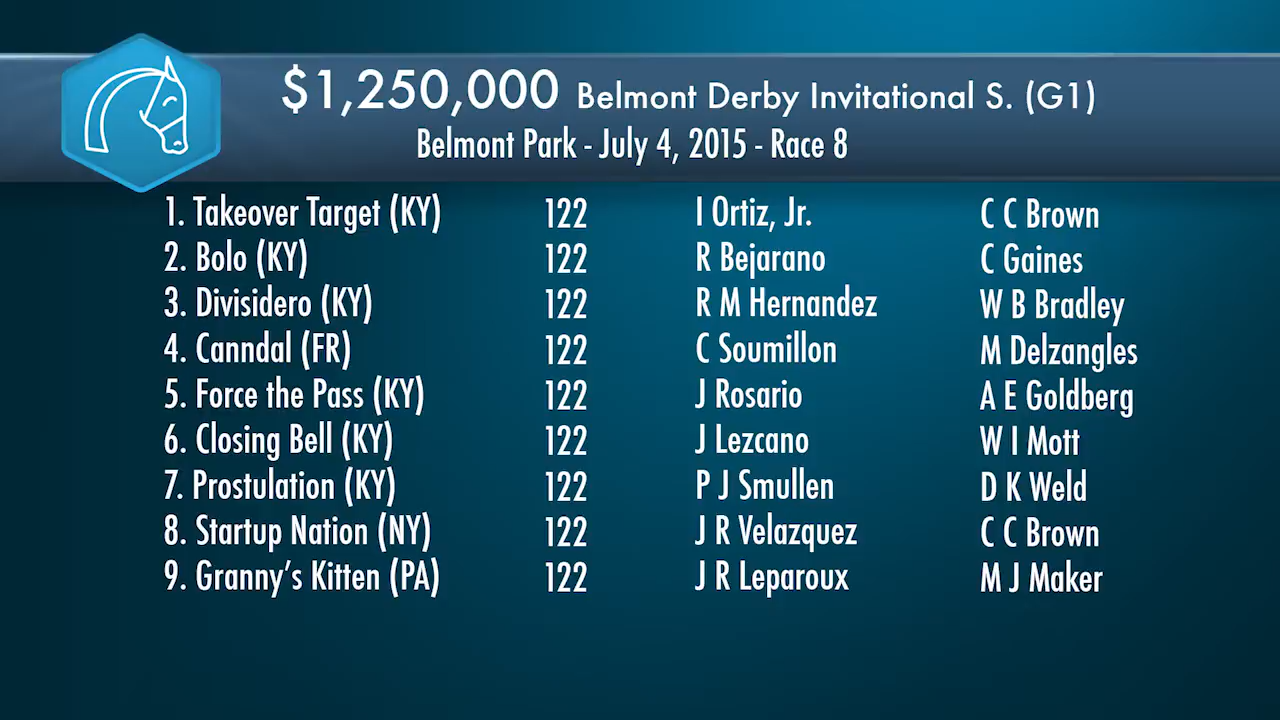 $1,250,000 Belmont Derby Invitational S. (G1)
Belmont Park - July 4, 2015 - Race 8
1. Takeover Target (KY) 122 I Ortiz, Jr. C C Brown
2. Bolo (KY) 122 R Bejarano C Gaines
3. Divisidero (KY) 122 R M Hernandez W B Bradley
4. Canndal (FR) 122 C Soumillon M Delzangles
5. Force the Pass (KY) 122 J Rosario A E Goldberg
6. Closing Bell (KY) 122 J Lezcano W I Mott
7. Prostulation (KY) 122 P J Smullen D K Weld
8. Startup Nation (NY) 122 J R Velazquez C C Brown
9. Granny's Kitten (PA) 122 J R Leparoux M J Maker